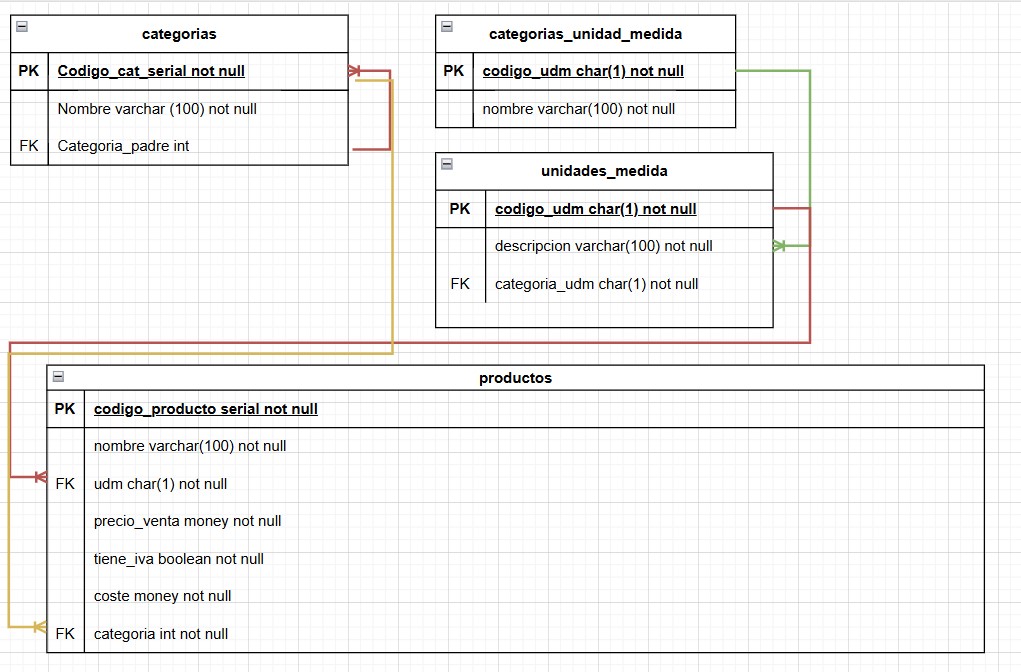 categorias
PK Codigo_cat_serial not null
Nombre varchar (100) not null
FK Categoria_padre int
categorias_unidad_medida
PK codigo_udm char(1) not null
nombre varchar(100) not null
unidades_medida
PK codigo_udm char(1) not null
descripcion varchar(100) not null
FK categoria_udm char(1) not null
productos
PK codigo_producto serial not null
nombre varchar(100) not null
FK udm char(1) not null
precio_venta money not null
tiene_iva boolean not null
coste money not null
FK categoria int not null